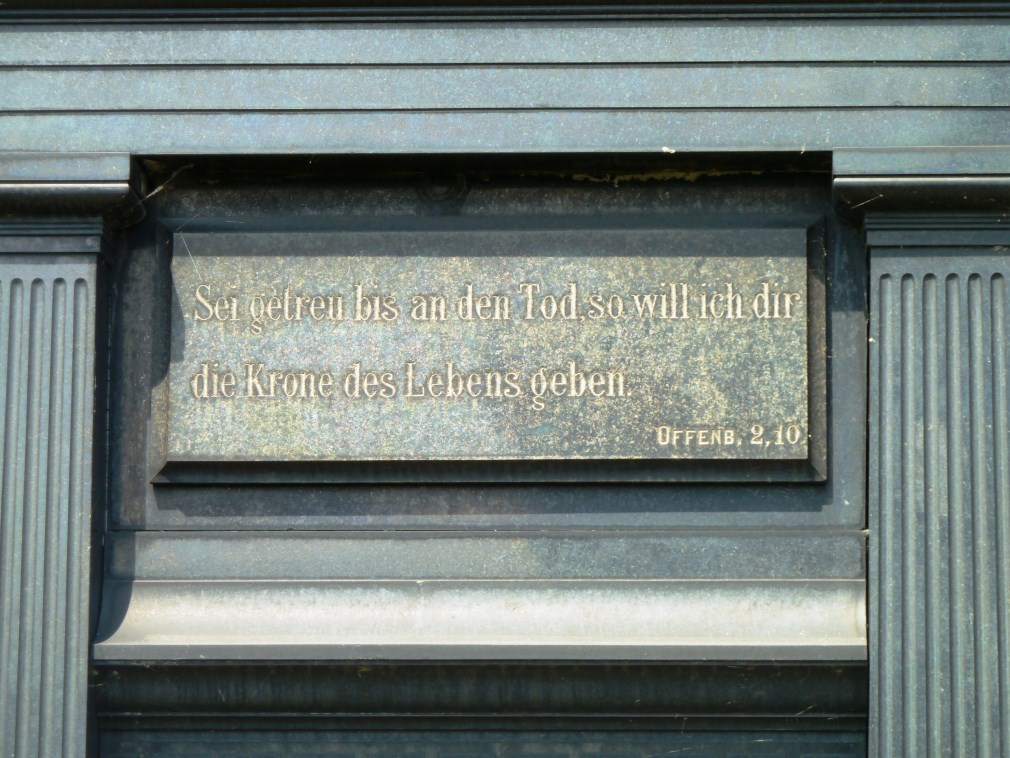 Sei getreu bis an den Tod, so will ich dir
die Krone des Lebens geben.
OFFENB. 2,10.